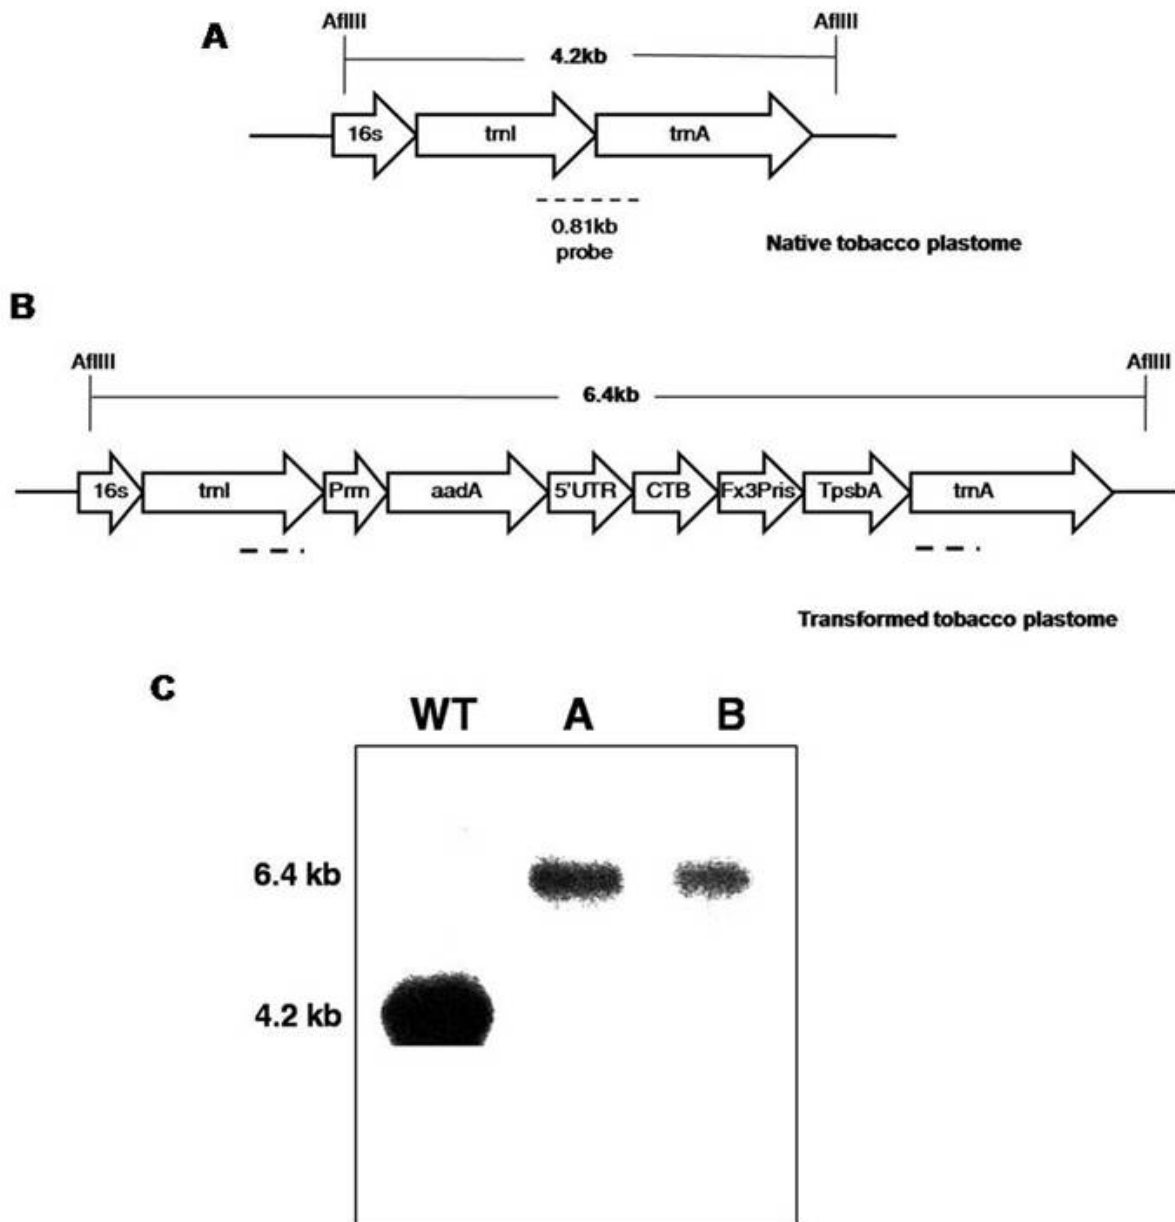 A
AflIII AflIII
4.2kb
16s trnI trnA
0.81kb
probe
Native tobacco plastome
B
AflIII AflIII
6.4kb
16s trnI Prrn aadA 5'UTR CTB Fx3Pris TpsbA trnA
Transformed tobacco plastome
C
WT A B
6.4 kb
4.2 kb